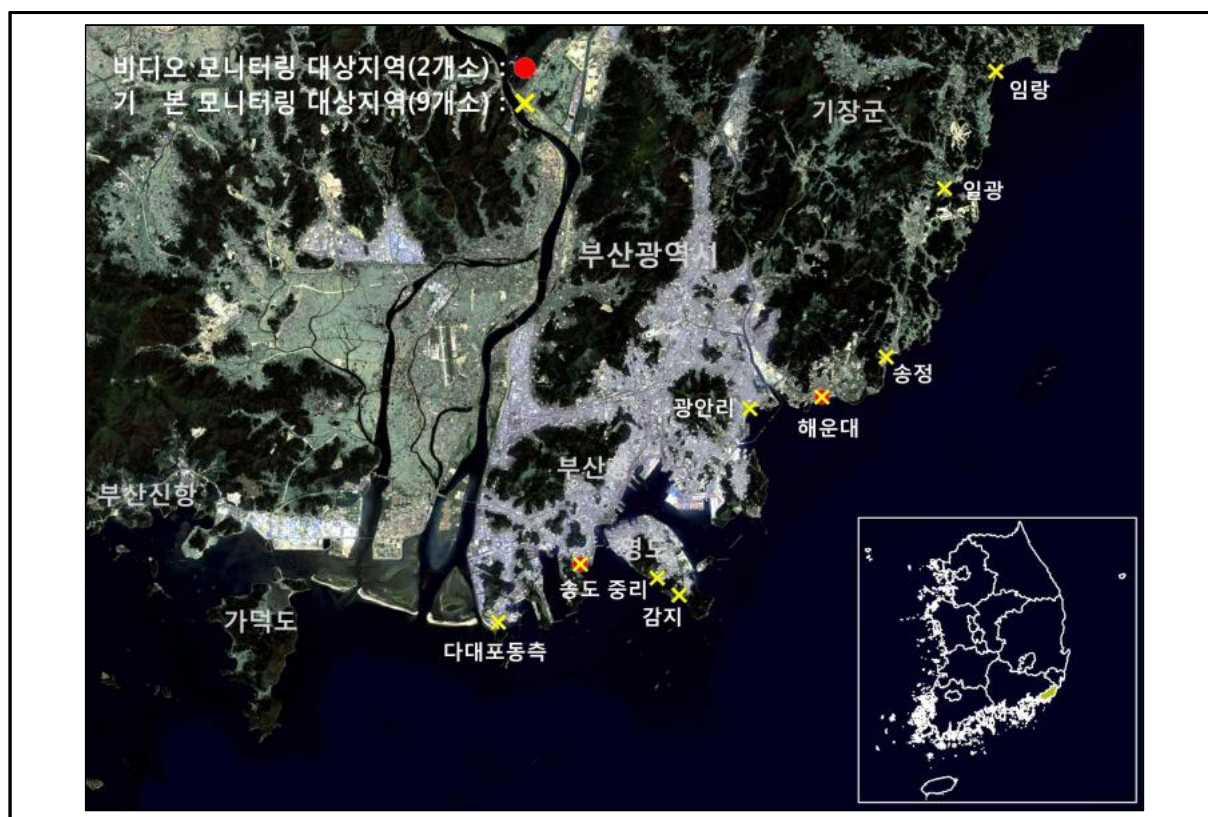 비디오 모니터링 대상지역(2개소) :
기 본 모니터링 대상지역(9개소) :
임랑
기장군
일광
부산광역시
송정
광안리
해운대
부산
부산진항
영도
송도 중리
감지
가덕도
다대포동측